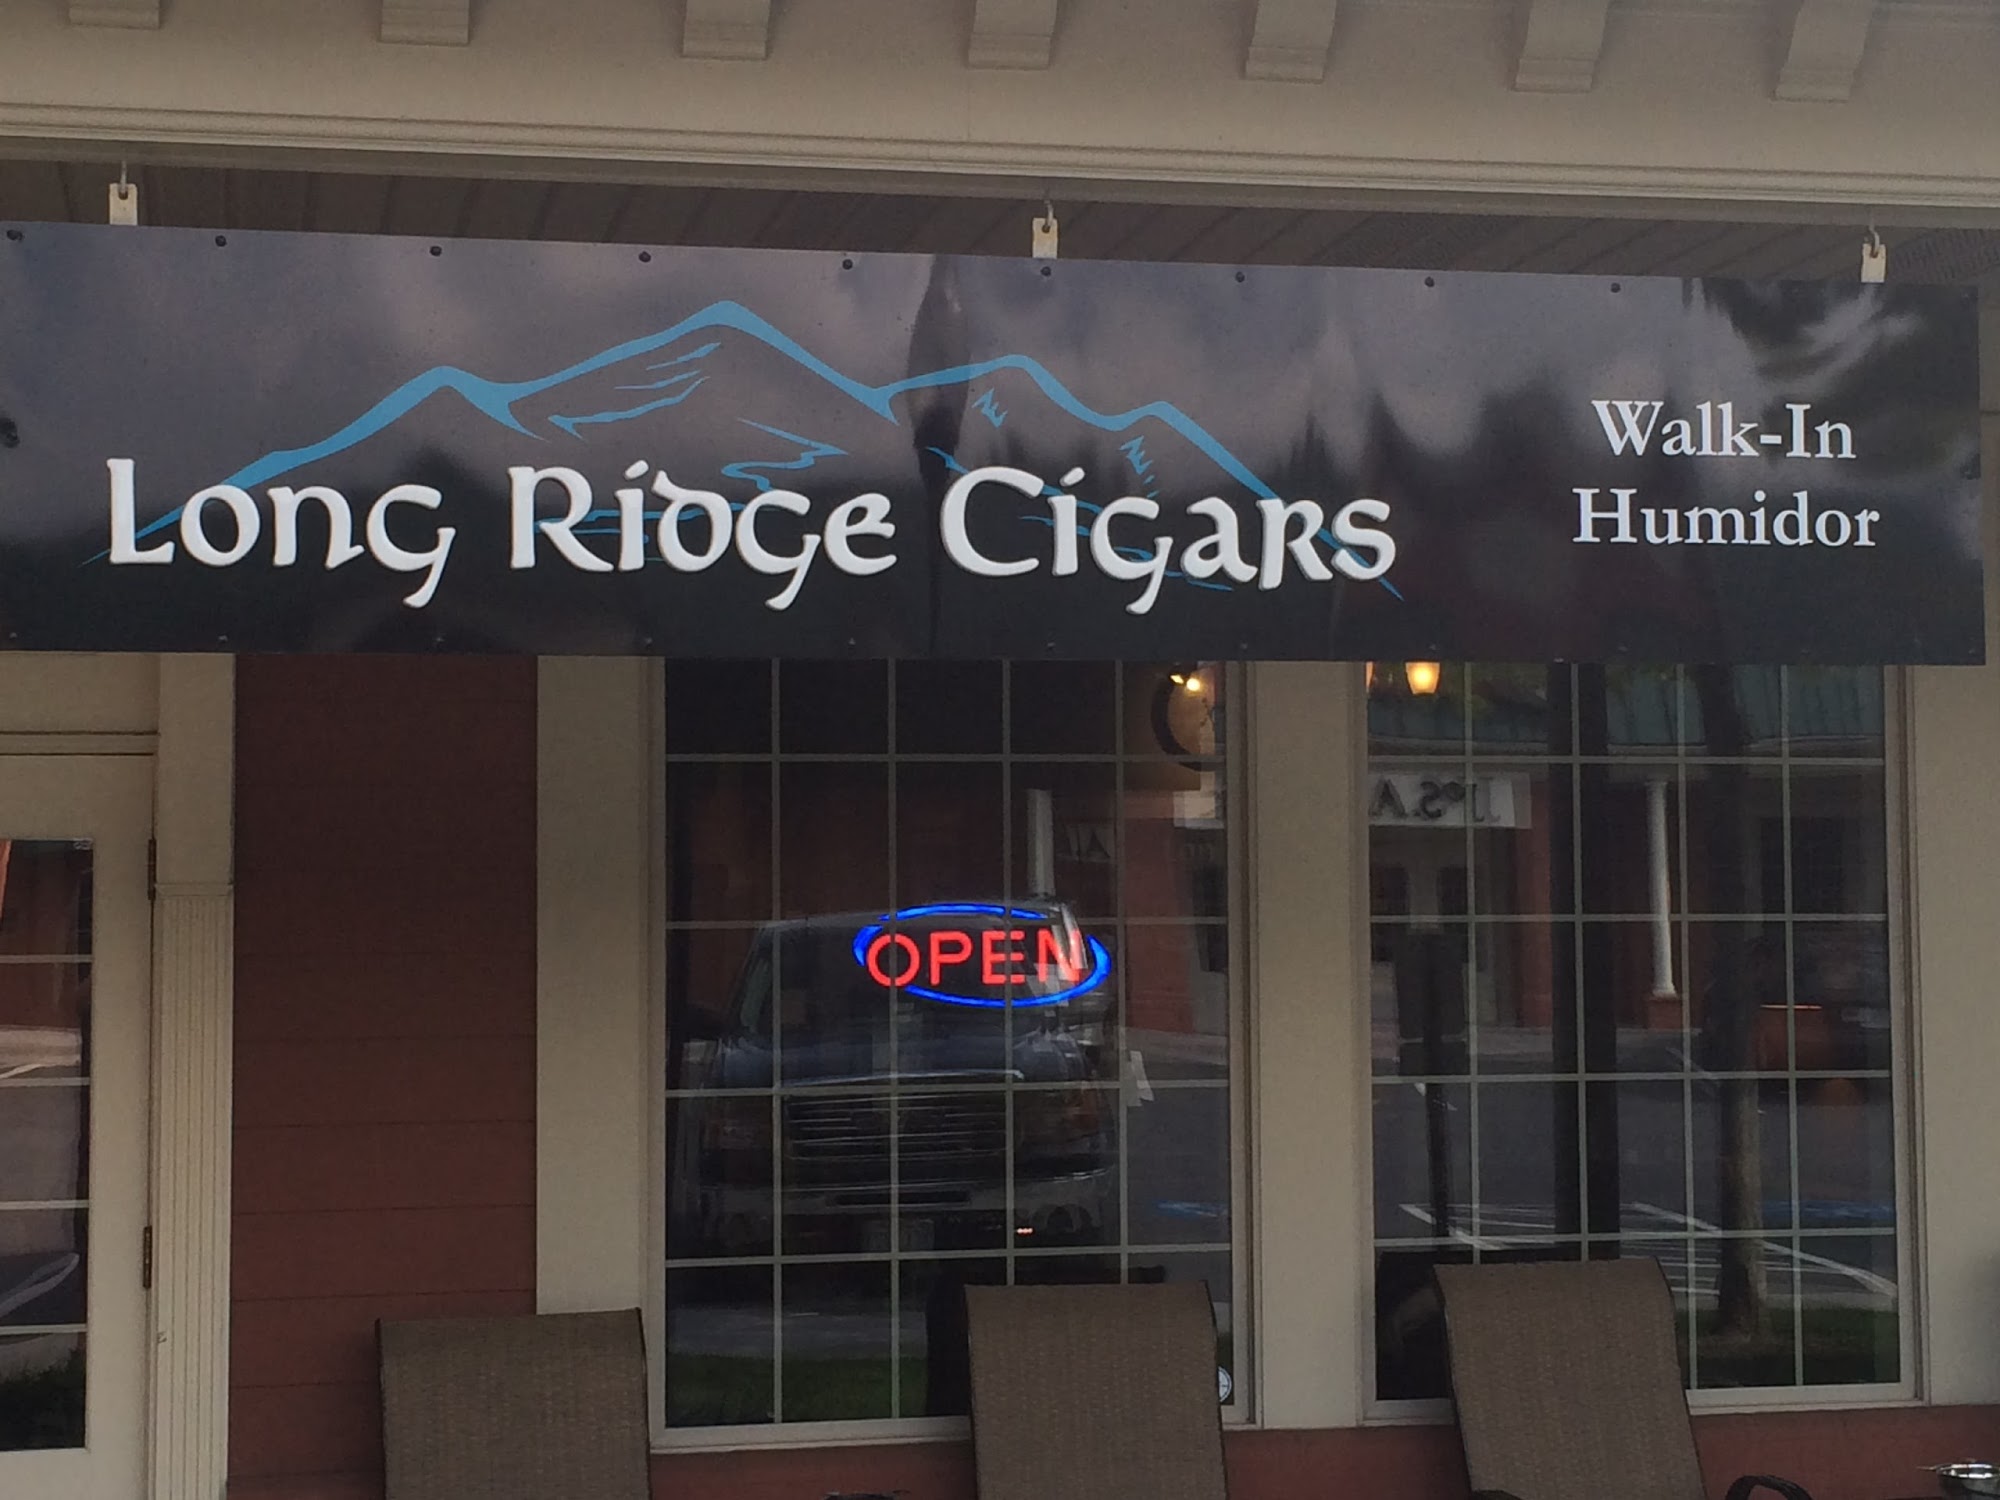 Long Ridge Cigars
Walk-In
Humidor
OPEN